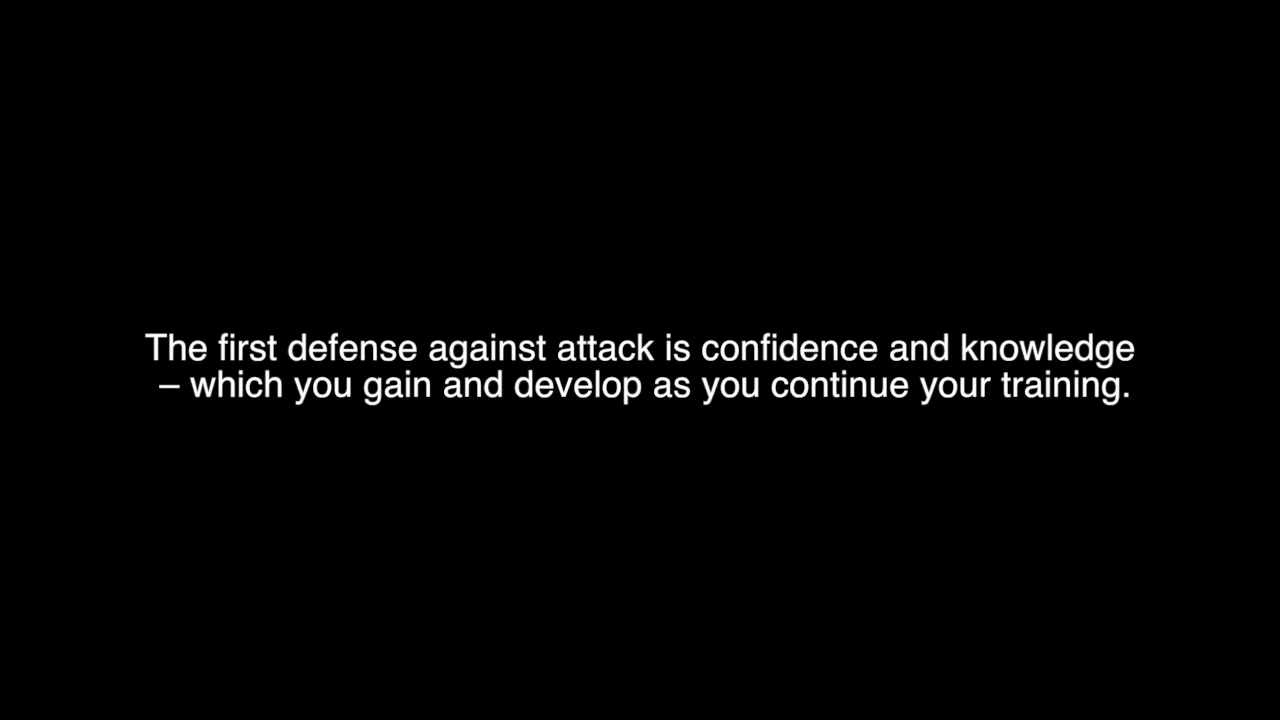 The first defense against attack is confidence and knowledge
– which you gain and develop as you continue your training.